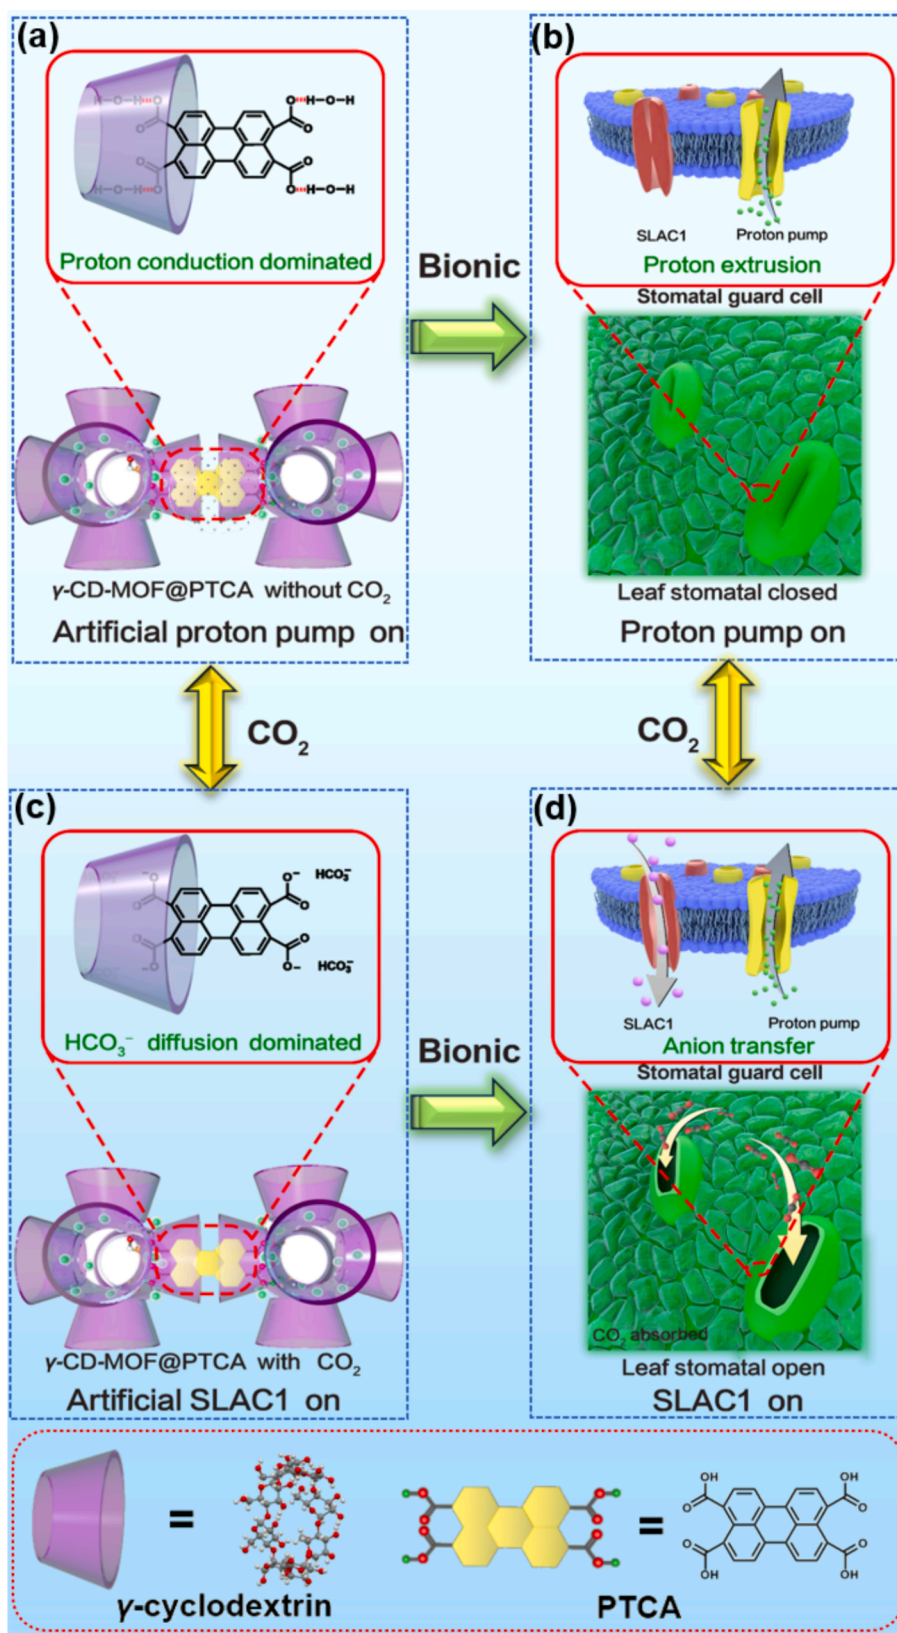 (a)
H-O-H O O H-O-H
O O
O O
H-O-H O O H-O-H
Proton conduction dominated
γ-CD-MOF@PTCA without CO₂
Artificial proton pump on
Bionic
(b)
SLAC1
Proton pump
Proton extrusion
Stomatal guard cell
Leaf stomatal closed
Proton pump on
CO₂
CO₂
(c)
O⁻ O⁻ HCO₃⁻
O O
O O
O⁻ O⁻ HCO₃⁻
HCO₃⁻ diffusion dominated
γ-CD-MOF@PTCA with CO₂
Artificial SLAC1 on
Bionic
(d)
SLAC1
Proton pump
Anion transfer
Stomatal guard cell
CO₂ absorbed
Leaf stomatal open
SLAC1 on
=
γ-cyclodextrin
=
OH OH
O O
O O
OH OH
PTCA